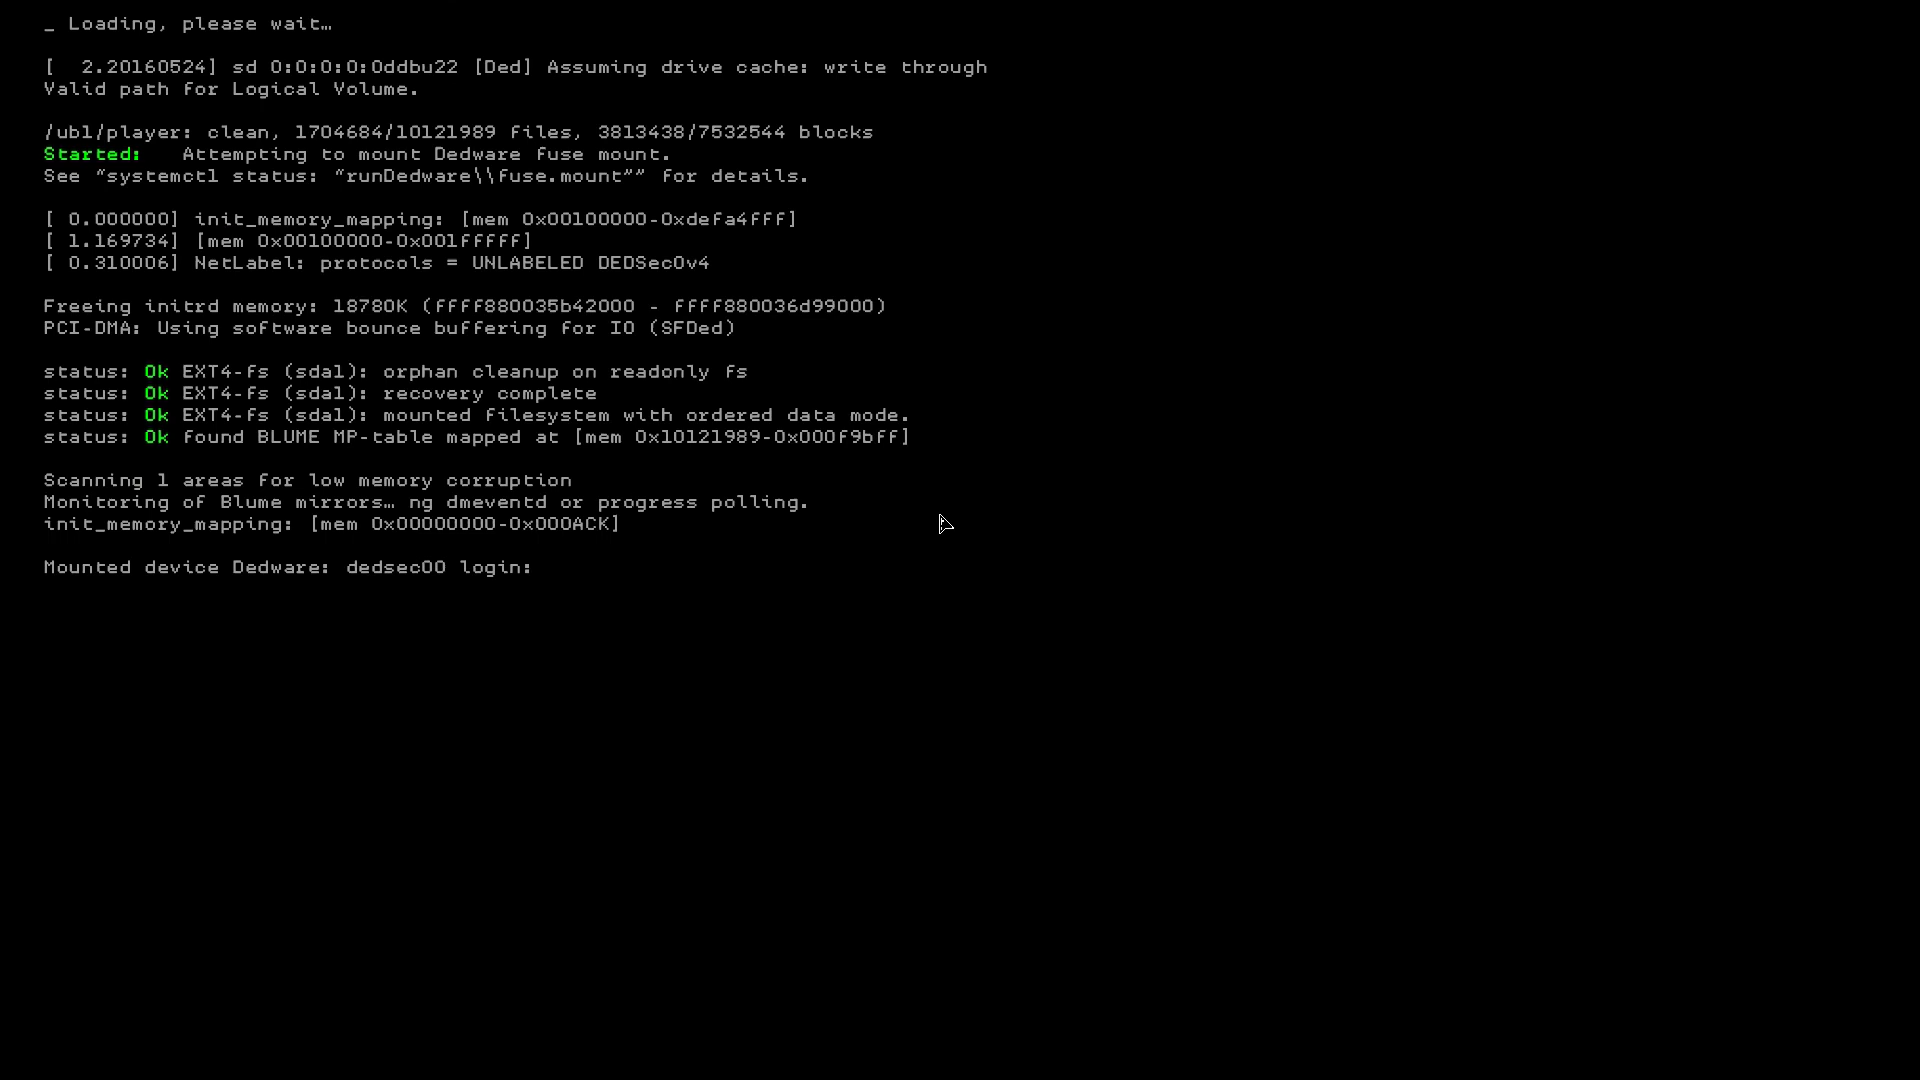 _ Loading, please wait…
[  2.20160524] sd 0:0:0:0:0ddbu22 [Ded] Assuming drive cache: write through
Valid path for Logical Volume.
/ubl/player: clean, 1704684/10121989 files, 3813438/7532544 blocks
Started:   Attempting to mount Dedware fuse mount.
See “systemctl status: “runDedware\\fuse.mount”” for details.
[ 0.000000] init_memory_mapping: [mem 0x00100000-0xdefa4fff]
[ 1.169734] [mem 0x00100000-0x001fffff]
[ 0.310006] NetLabel: protocols = UNLABELED DEDSecOv4
Freeing initrd memory: 18780K (ffff880035b42000 - ffff880036d99000)
PCI-DMA: Using software bounce buffering for IO (SFDed)
status: Ok EXT4-fs (sda1): orphan cleanup on readonly fs
status: Ok EXT4-fs (sda1): recovery complete
status: Ok EXT4-fs (sda1): mounted filesystem with ordered data mode.
status: Ok found BLUME MP-table mapped at [mem 0x10121989-0x000f9bff]
Scanning 1 areas for low memory corruption
Monitoring of Blume mirrors… ng dmeventd or progress polling.
init_memory_mapping: [mem 0x00000000-0x000ACK]
Mounted device Dedware: dedsec00 login: